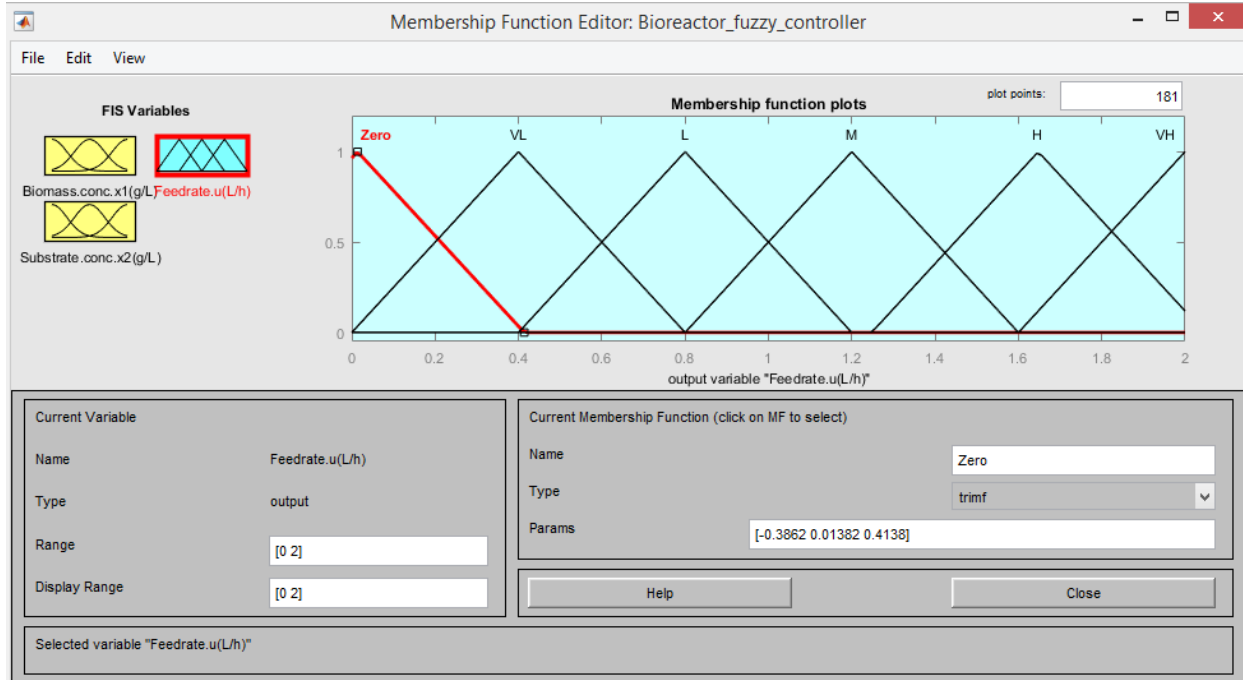 Membership Function Editor: Bioreactor_fuzzy_controller
File Edit View
FIS Variables
Biomass.conc.x1(g/L)
Feedrate.u(L/h)
Substrate.conc.x2(g/L)
Membership function plots
plot points:
181
Zero VL L M H VH
1
0.5
0
0 0.2 0.4 0.6 0.8 1 1.2 1.4 1.6 1.8 2
output variable "Feedrate.u(L/h)"
Current Variable
Name Feedrate.u(L/h)
Type output
Range [0 2]
Display Range [0 2]
Current Membership Function (click on MF to select)
Name Zero
Type trimf
Params [-0.3862 0.01382 0.4138]
Help Close
Selected variable "Feedrate.u(L/h)"